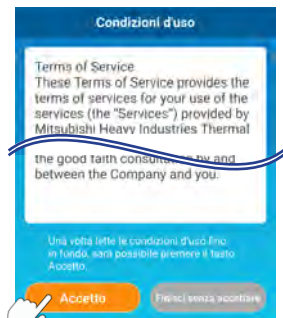 Condizioni d'uso
Terms of Service
These Terms of Service provides the
terms of services for your use of the
services (the "Services") provided by
Mitsubishi Heavy Industries Thermal
the good faith consultation by and
between the Company and you.
Una volta lette le condizioni d'uso fino
in fondo, sarà possibile premere il tasto
Accetto.
Accetto
Finisci senza accettare